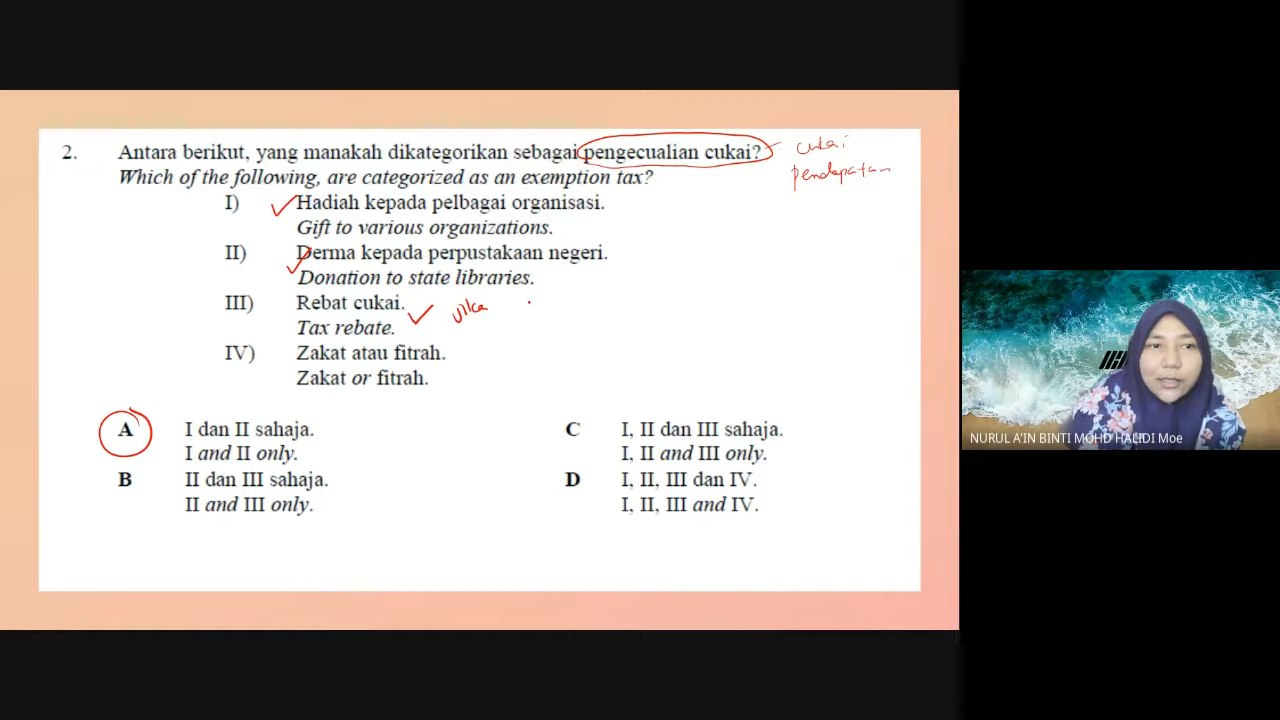 2. Antara berikut, yang manakah dikategorikan sebagai pengecualian cukai?
cukai
pendapatan
Which of the following, are categorized as an exemption tax?
I) Hadiah kepada pelbagai organisasi.
Gift to various organizations.
II) Derma kepada perpustakaan negeri.
Donation to state libraries.
III) Rebat cukai.
Tax rebate.
IV) Zakat atau fitrah.
Zakat or fitrah.
A I dan II sahaja.
I and II only.
B II dan III sahaja.
II and III only.
C I, II dan III sahaja.
I, II and III only.
D I, II, III dan IV.
I, II, III and IV.
NURUL A'IN BINTI MOHD HALIDI Moe